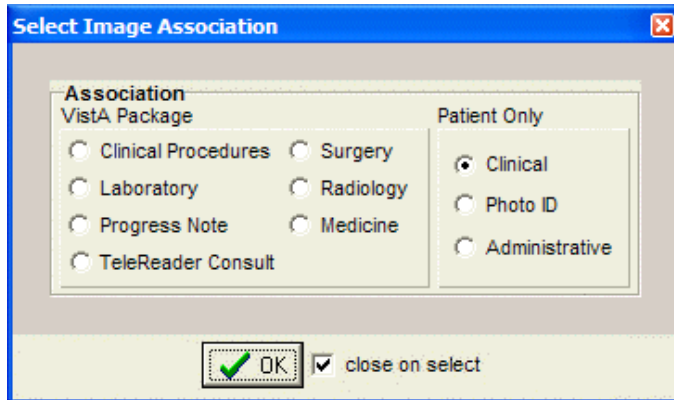 Select Image Association
Association
VistA Package
Patient Only
Clinical Procedures
Surgery
Clinical
Laboratory
Radiology
Photo ID
Progress Note
Medicine
Administrative
TeleReader Consult
OK
close on select